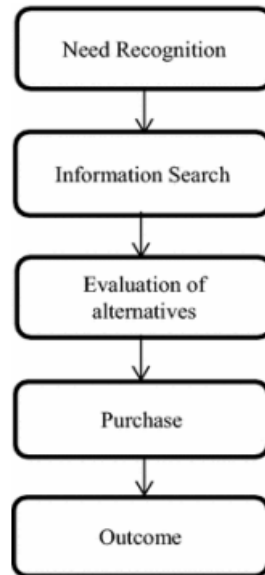 Need Recognition
Information Search
Evaluation of
alternatives
Purchase
Outcome